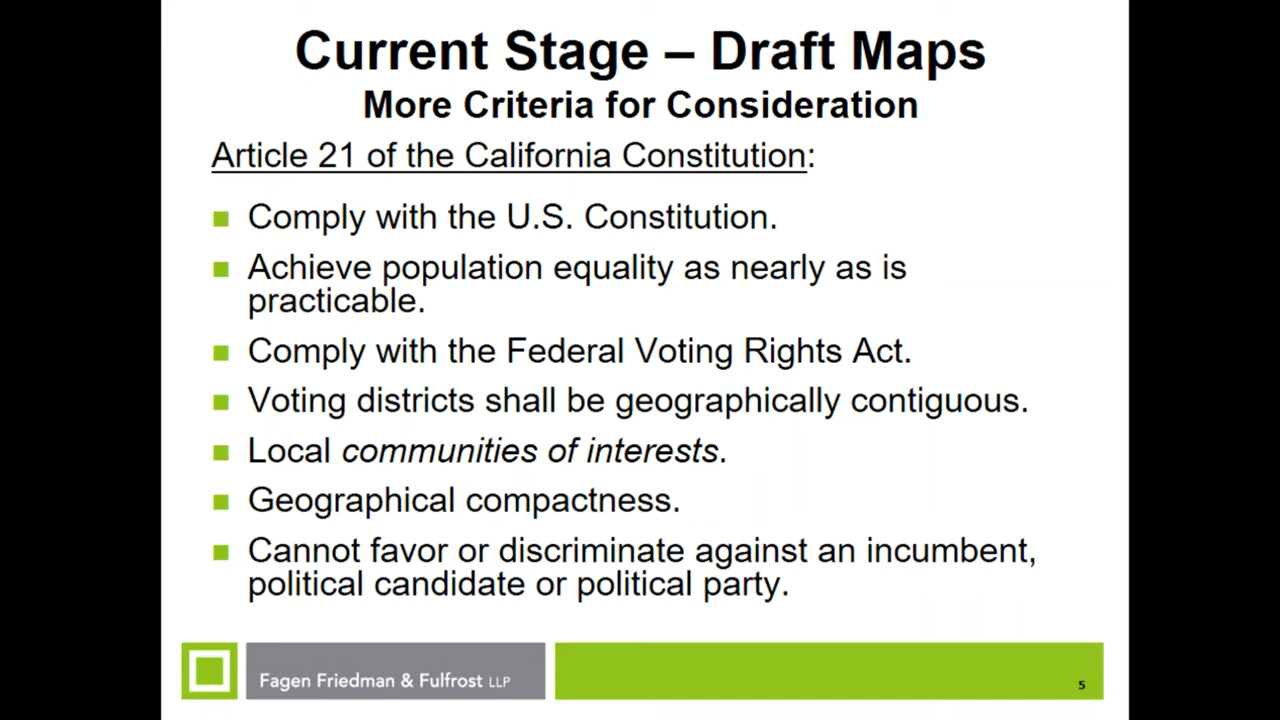 Current Stage – Draft Maps
More Criteria for Consideration
Article 21 of the California Constitution:
Comply with the U.S. Constitution.
Achieve population equality as nearly as is
practicable.
Comply with the Federal Voting Rights Act.
Voting districts shall be geographically contiguous.
Local communities of interests.
Geographical compactness.
Cannot favor or discriminate against an incumbent,
political candidate or political party.
Fagen Friedman & Fulfrost LLP
5